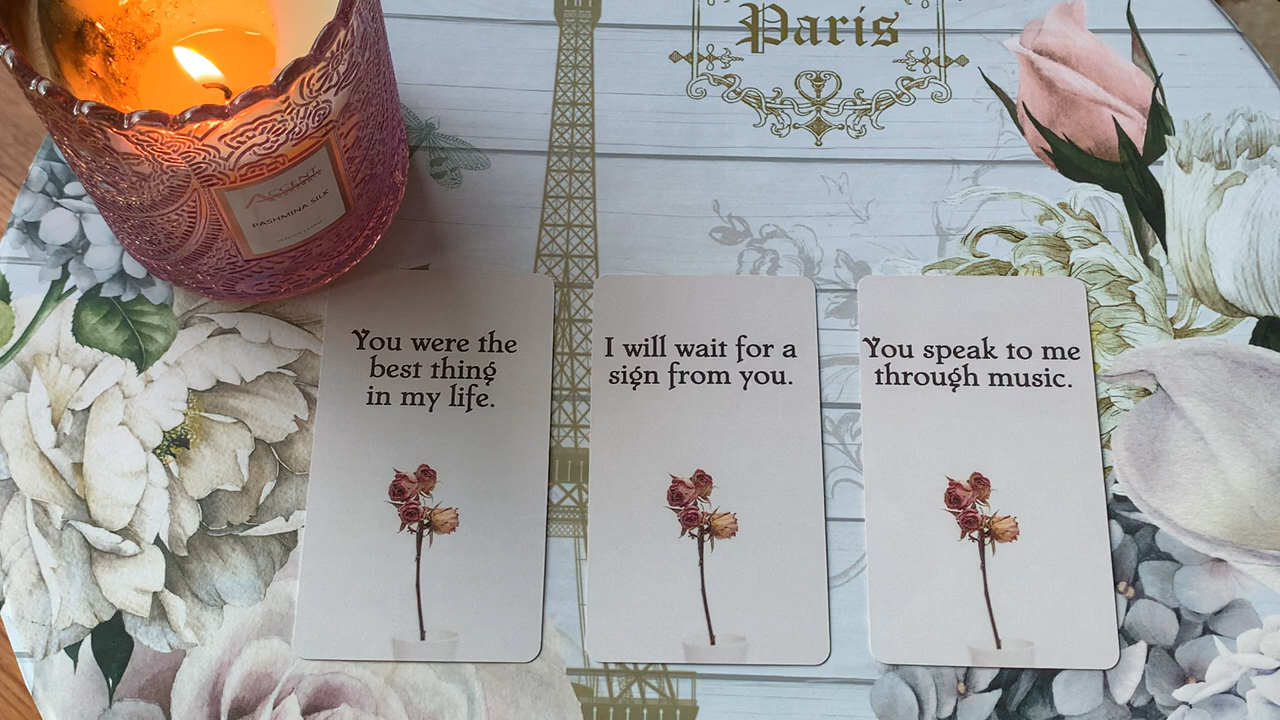 Paris
ACCENT
PASHMINA SILK
You were the
best thing
in my life.
I will wait for a
sign from you.
You speak to me
through music.